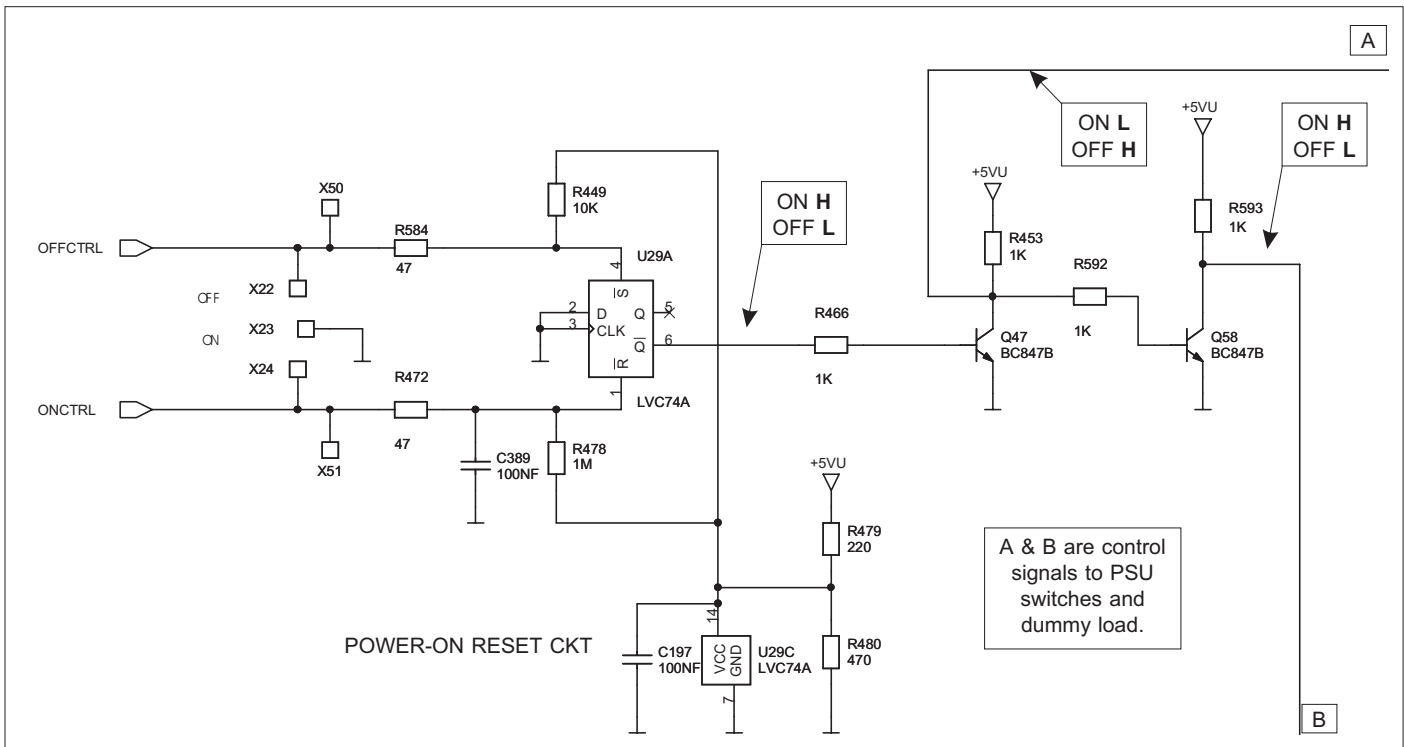 A
+5VU
ON L
OFF H
ON H
OFF L
+5VU
X50
R449
10K
ON H
OFF L
R593
1K
R584
47
OFFCTRL
U29A
R453
1K
R592
1K
4
S
X22
OFF
2
D
Q
5
3
CLK
X23
ON
R466
1K
Q47
BC847B
Q58
BC847B
Q
6
X24
R
R472
47
1
LVC74A
ONCTRL
X51
C389
100NF
R478
1M
+5VU
R479
220
A & B are control
signals to PSU
switches and
dummy load.
POWER-ON RESET CKT
14
C197
100NF
VCC
GND
U29C
LVC74A
R480
470
7
B